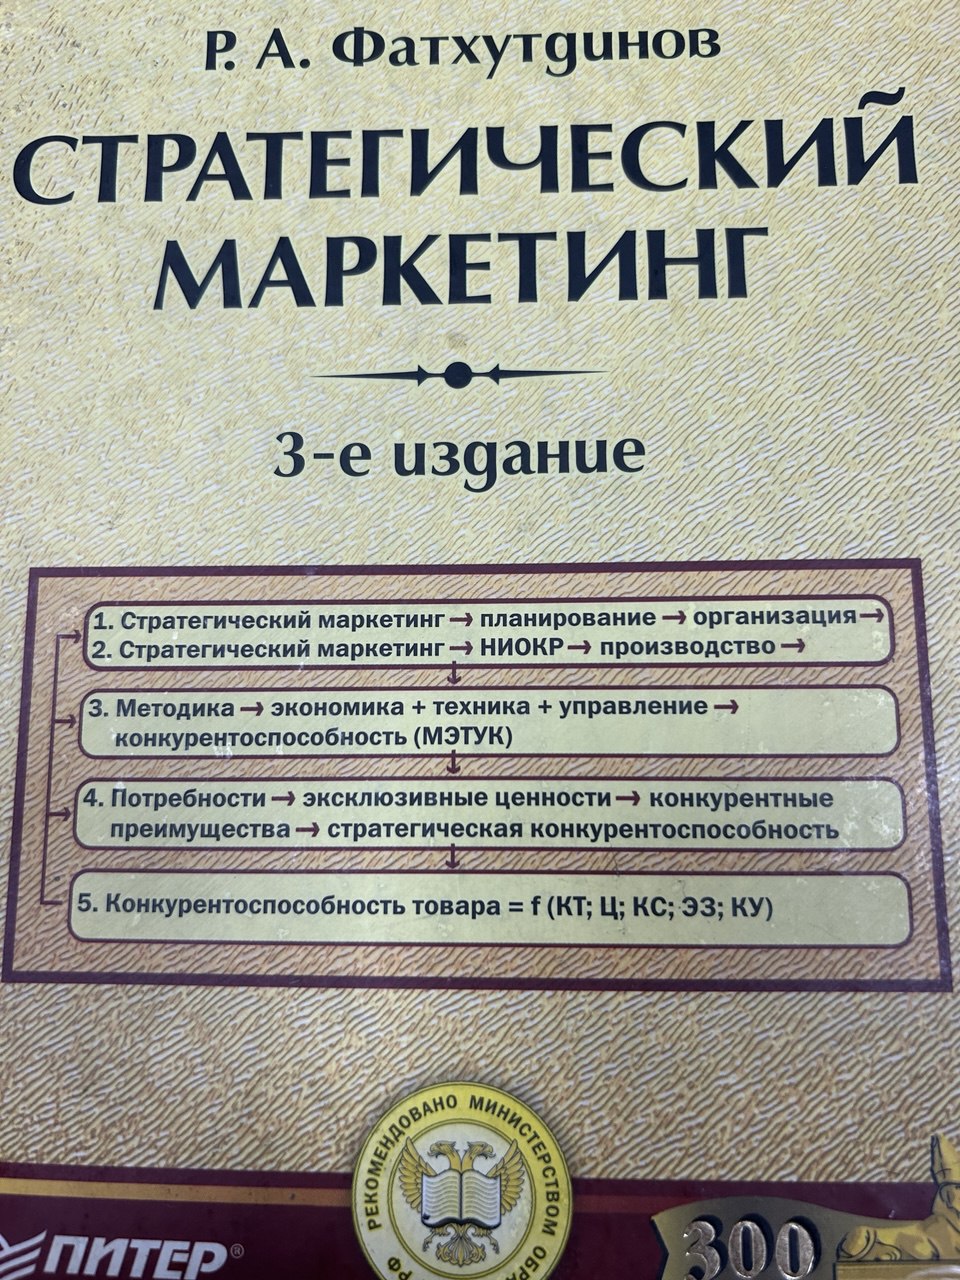 Р. А. Фатхутдинов
СТРАТЕГИЧЕСКИЙ
МАРКЕТИНГ
3-е издание
1. Стратегический маркетинг → планирование → организация →
2. Стратегический маркетинг → НИОКР → производство →
3. Методика → экономика + техника + управление →
конкурентоспособность (МЭТУК)
4. Потребности → эксклюзивные ценности → конкурентные
преимущества → стратегическая конкурентоспособность
5. Конкурентоспособность товара = f (КТ; Ц; КС; ЭЗ; КУ)
РЕКОМЕНДОВАНО МИНИСТЕРСТВОМ ОБРА РФ
ПИТЕР®
300